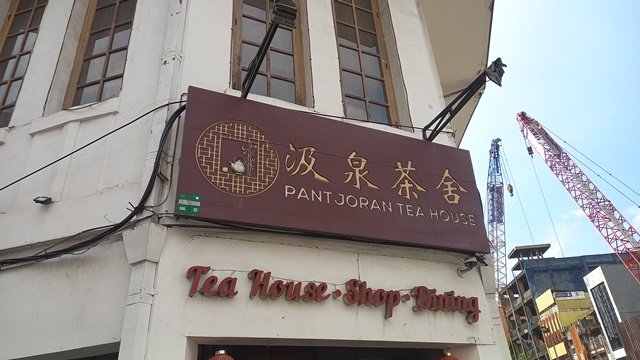 汲泉茶舍
PANTJORAN TEA HOUSE
Tea House · Shop · Dining